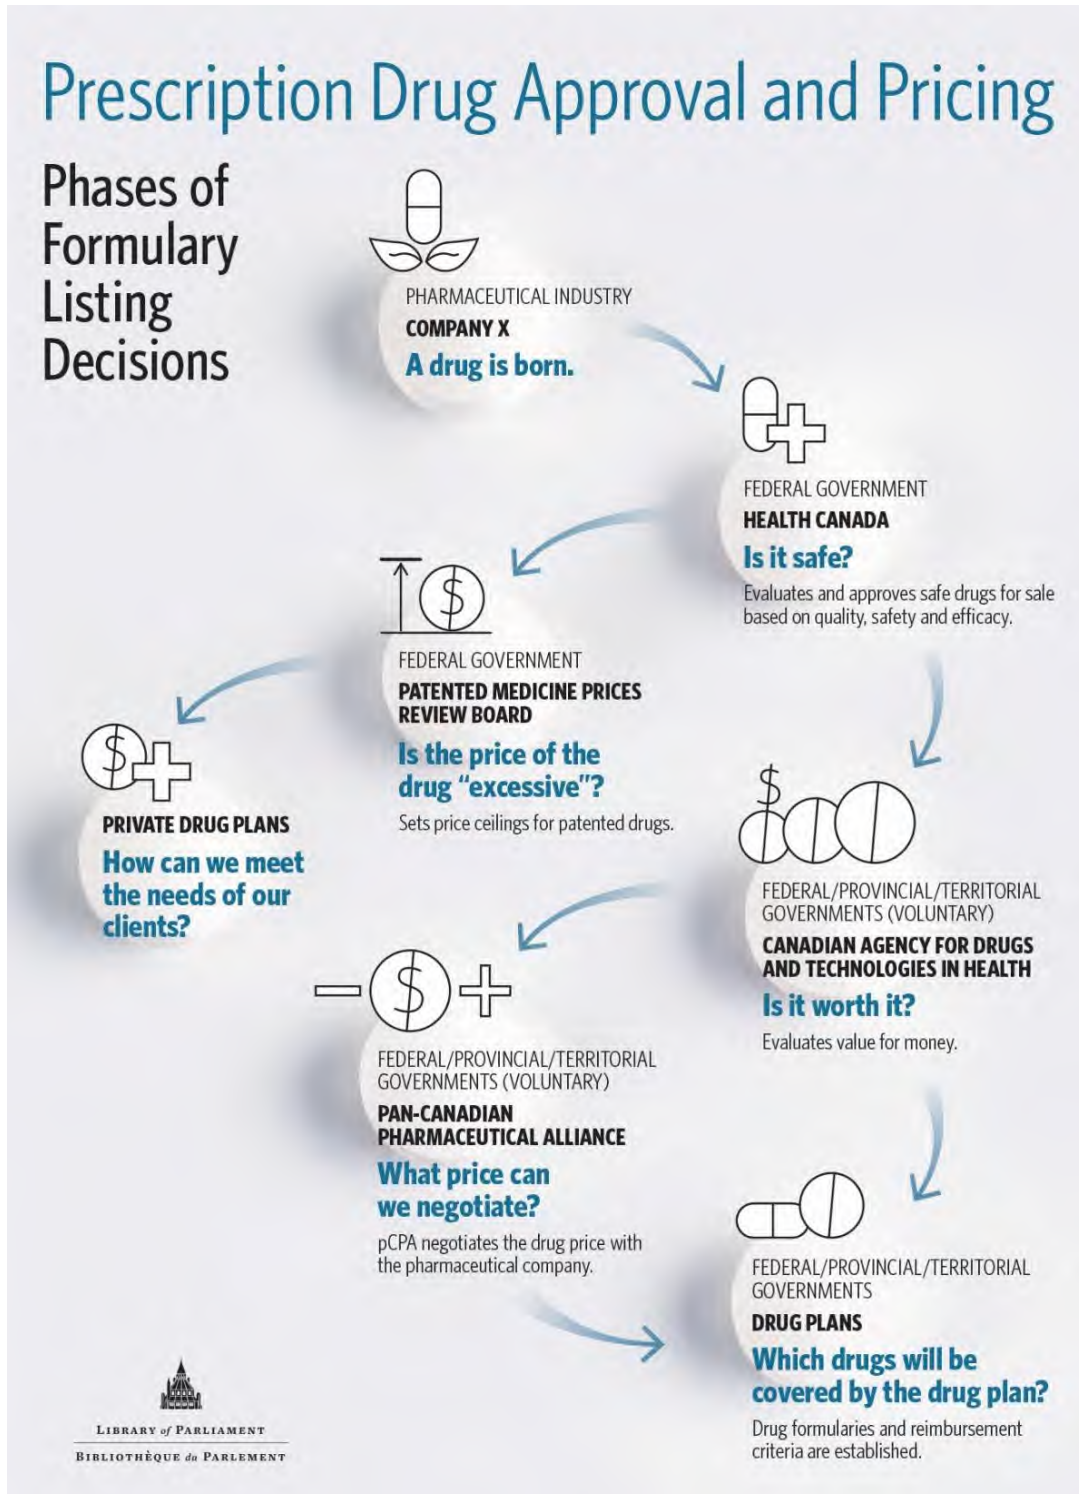 Prescription Drug Approval and Pricing
Phases of
Formulary
Listing
Decisions
PHARMACEUTICAL INDUSTRY
COMPANY X
A drug is born.
FEDERAL GOVERNMENT
HEALTH CANADA
Is it safe?
Evaluates and approves safe drugs for sale
based on quality, safety and efficacy.
$
FEDERAL GOVERNMENT
PATENTED MEDICINE PRICES
REVIEW BOARD
Is the price of the
drug “excessive”?
Sets price ceilings for patented drugs.
$
PRIVATE DRUG PLANS
How can we meet
the needs of our
clients?
$
FEDERAL/PROVINCIAL/TERRITORIAL
GOVERNMENTS (VOLUNTARY)
CANADIAN AGENCY FOR DRUGS
AND TECHNOLOGIES IN HEALTH
Is it worth it?
Evaluates value for money.
$
FEDERAL/PROVINCIAL/TERRITORIAL
GOVERNMENTS (VOLUNTARY)
PAN-CANADIAN
PHARMACEUTICAL ALLIANCE
What price can
we negotiate?
pCPA negotiates the drug price with
the pharmaceutical company.
FEDERAL/PROVINCIAL/TERRITORIAL
GOVERNMENTS
DRUG PLANS
Which drugs will be
covered by the drug plan?
Drug formularies and reimbursement
criteria are established.
LIBRARY of PARLIAMENT
BIBLIOTHÈQUE du PARLEMENT